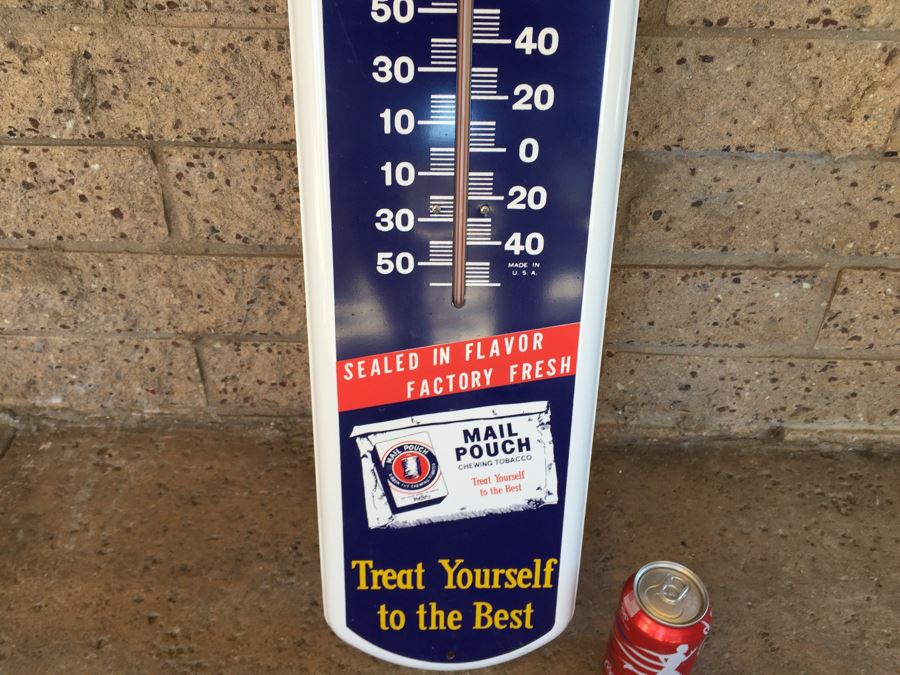 50
40
30
20
10
0
10
20
30
40
50
MADE IN
U. S. A.
SEALED IN FLAVOR
FACTORY FRESH
MAIL POUCH
MAIL
POUCH
CHEWING TOBACCO
Treat Yourself
to the Best
Treat Yourself
to the Best